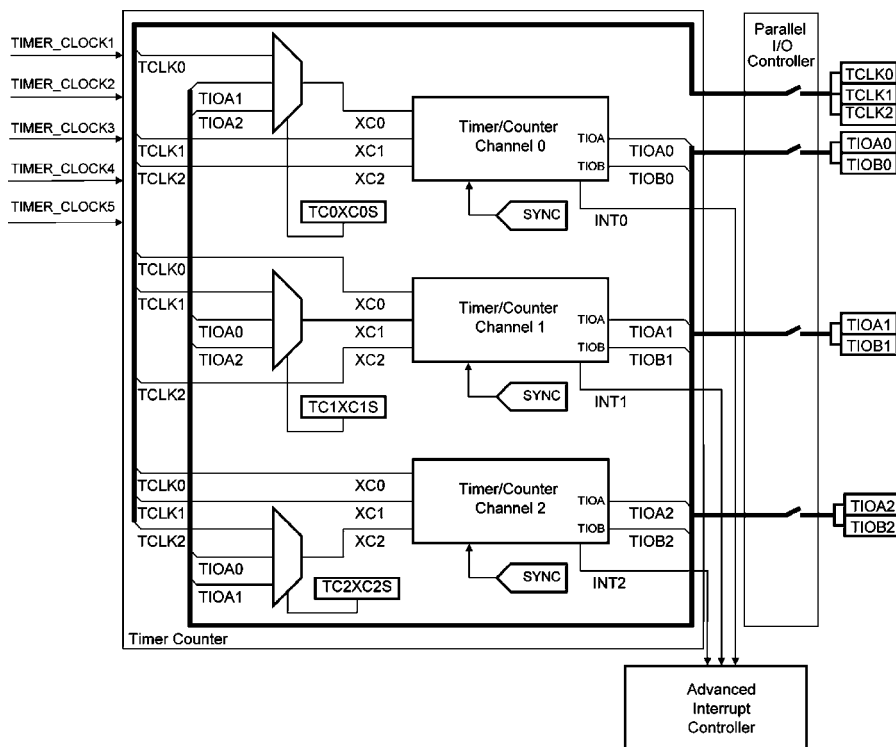 TIMER_CLOCK1
TIMER_CLOCK2
TIMER_CLOCK3
TIMER_CLOCK4
TIMER_CLOCK5
TCLK0
TIOA1
TIOA2
TCLK1
TCLK2
XC0
XC1
XC2
TC0XC0S
Timer/Counter
Channel 0
TIOA
TIOB
TIOA0
TIOB0
SYNC
INT0
TCLK0
TCLK1
TIOA0
TIOA2
TCLK2
XC0
XC1
XC2
TC1XC1S
Timer/Counter
Channel 1
TIOA
TIOB
TIOA1
TIOB1
SYNC
INT1
TCLK0
TCLK1
TCLK2
TIOA0
TIOA1
XC0
XC1
XC2
TC2XC2S
Timer/Counter
Channel 2
TIOA
TIOB
TIOA2
TIOB2
SYNC
INT2
Timer Counter
Parallel
I/O
Controller
TCLK0
TCLK1
TCLK2
TIOA0
TIOB0
TIOA1
TIOB1
TIOA2
TIOB2
Advanced
Interrupt
Controller